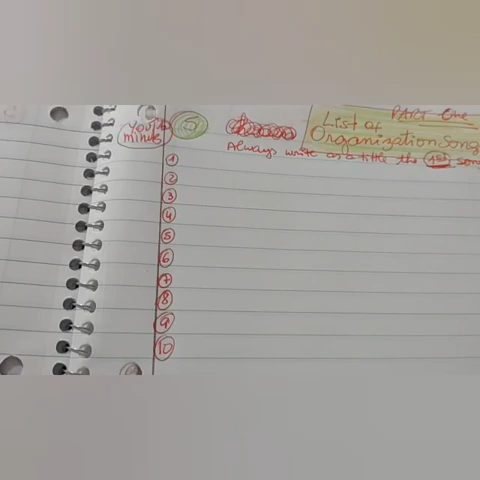 PART One
List of
Organization Song
your
minute
5
Always write as a title the 1st song
1
2
3
4
5
6
7
8
9
10